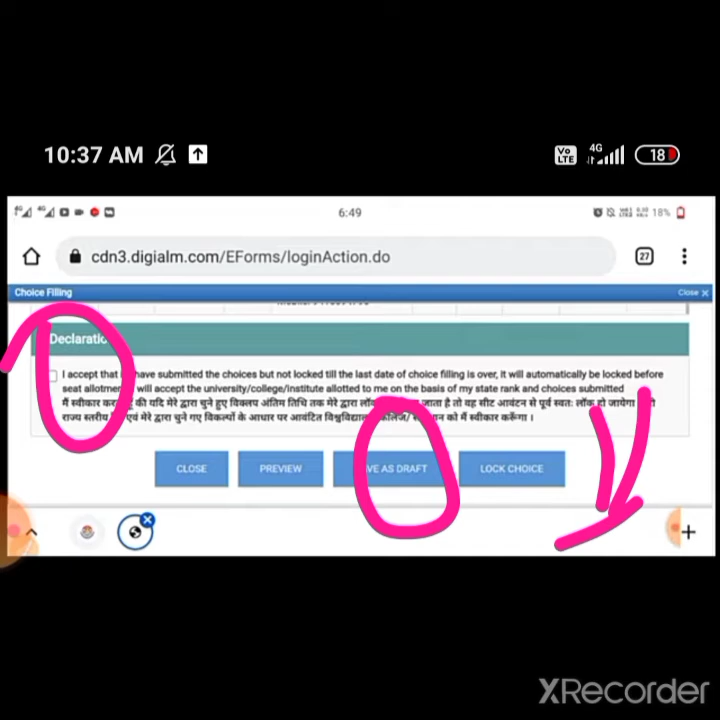 10:37 AM
Vo LTE 4G 18
6:49
18%
cdn3.digialm.com/EForms/loginAction.do
27
Choice Filling
Close X
Declaratio
I accept that have submitted the choices but not locked till the last date of choice filling is over, it will automatically be locked before
seat allotm will accept the university/college/institute allotted to me on the basis of my state rank and choices submitted
मैं स्वीकार की यदि मेरे द्वारा चुने हुए विकल्प अंतिम तिथि तक मेरे द्वारा जाता है तो वह सीट आवंटन से पूर्व स्वतः लॉक हो जायेगा
राज्य स्तरीय एवं मेरे द्वारा चुने गए विकल्पों के आधार पर आवंटित को मैं स्वीकार करूँगा ।
CLOSE
PREVIEW
VE AS DRAFT
LOCK CHOICE
XRecorder